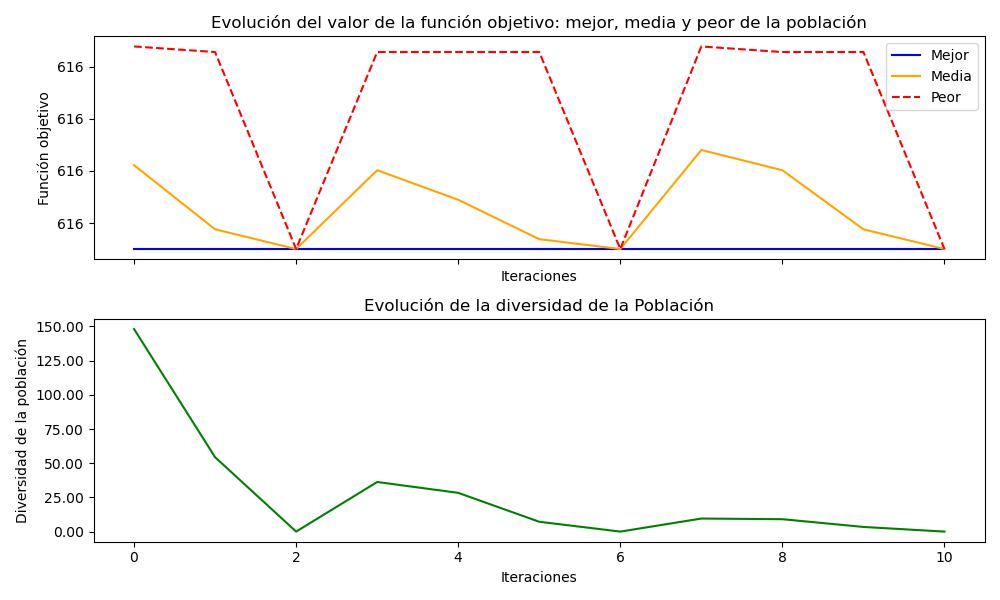 Evolución del valor de la función objetivo: mejor, media y peor de la población
616
616
616
616
Función objetivo
Mejor
Media
Peor
Iteraciones
Evolución de la diversidad de la Población
150.00
125.00
100.00
75.00
50.00
25.00
0.00
Diversidad de la población
0 2 4 6 8 10
Iteraciones